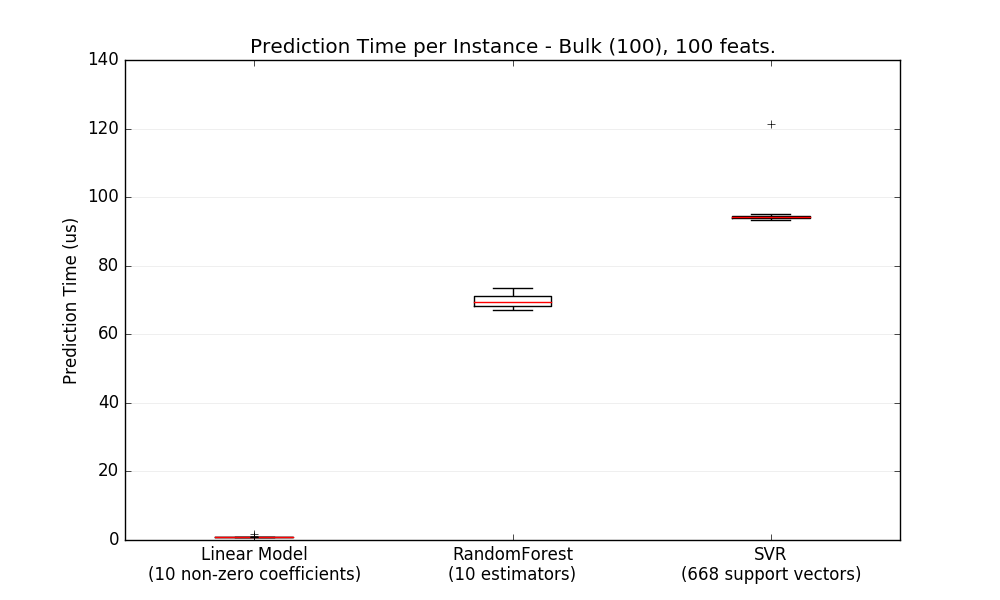 Prediction Time per Instance - Bulk (100), 100 feats.
140
120
100
80
60
40
20
0
Prediction Time (us)
Linear Model
(10 non-zero coefficients)
RandomForest
(10 estimators)
SVR
(668 support vectors)